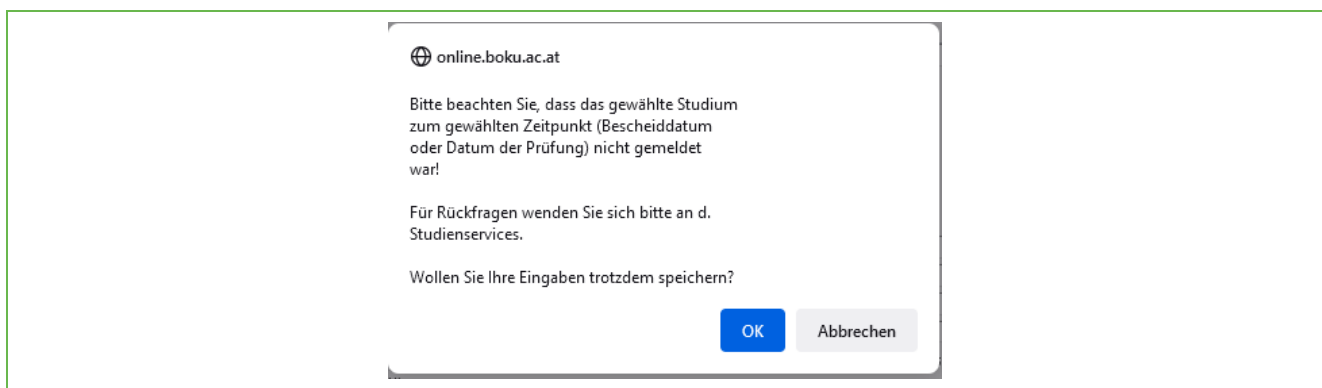 online.boku.ac.at
Bitte beachten Sie, dass das gewählte Studium
zum gewählten Zeitpunkt (Bescheiddatum
oder Datum der Prüfung) nicht gemeldet
war!
Für Rückfragen wenden Sie sich bitte an d.
Studienservices.
Wollen Sie Ihre Eingaben trotzdem speichern?
OK Abbrechen